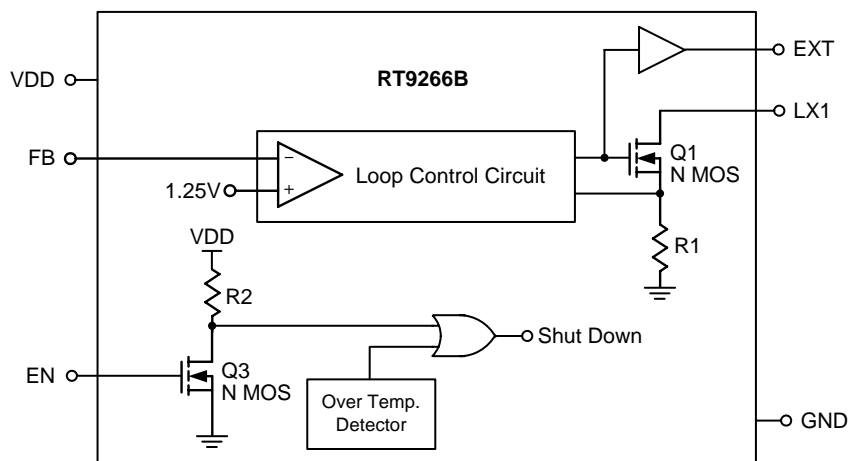 EXT
VDD
RT9266B
LX1
FB
−
+
1.25V
Loop Control Circuit
Q1
N MOS
R1
VDD
R2
Shut Down
EN
Q3
N MOS
Over Temp.
Detector
GND